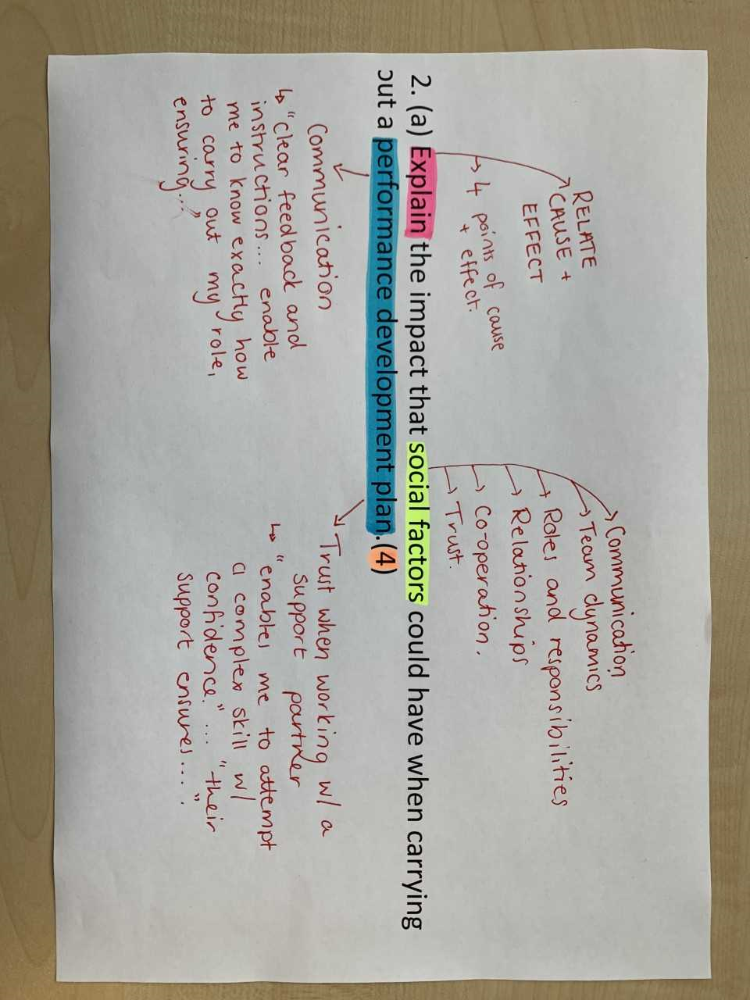 RELATE
CAUSE +
EFFECT
↳ 4 points of cause
+ effect.
→ Communication
→ Team dynamics
→ Roles and responsibilities
→ Relationships
→ Co-operation.
→ Trust.
2. (a) Explain the impact that social factors could have when carrying
out a performance development plan.(4)
Communication
↳ "clear feedback and
instructions... enable
me to know exactly how
to carry out my role,
ensuring..."
Trust when working w/ a
support partner
↳ "enables me to attempt
a complex skill w/
confidence" ... "their
support ensures....".